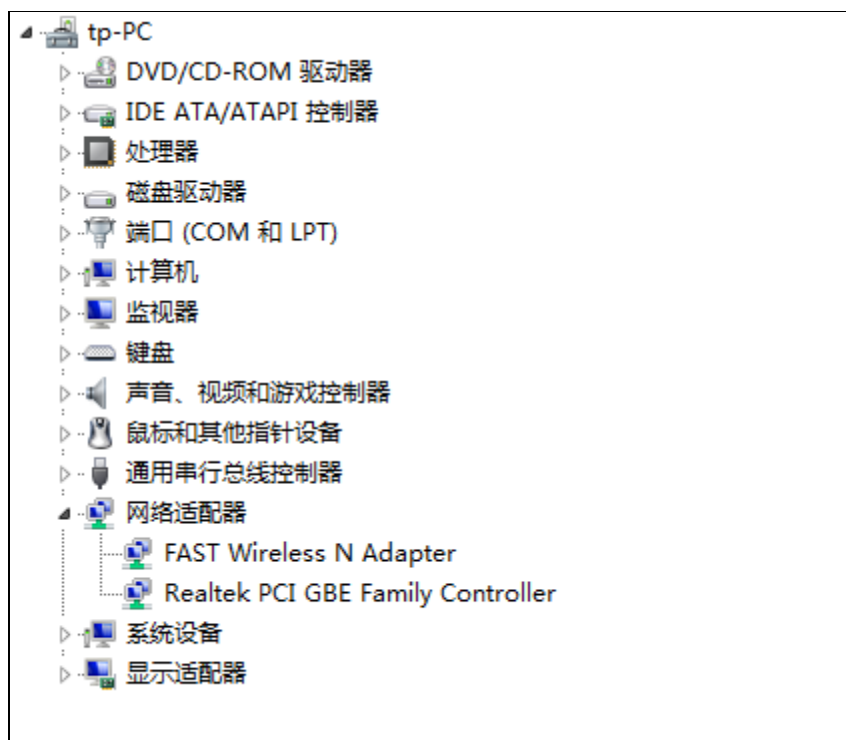 tp-PC
DVD/CD-ROM 驱动器
IDE ATA/ATAPI 控制器
处理器
磁盘驱动器
端口 (COM 和 LPT)
计算机
监视器
键盘
声音、视频和游戏控制器
鼠标和其他指针设备
通用串行总线控制器
网络适配器
FAST Wireless N Adapter
Realtek PCI GBE Family Controller
系统设备
显示适配器